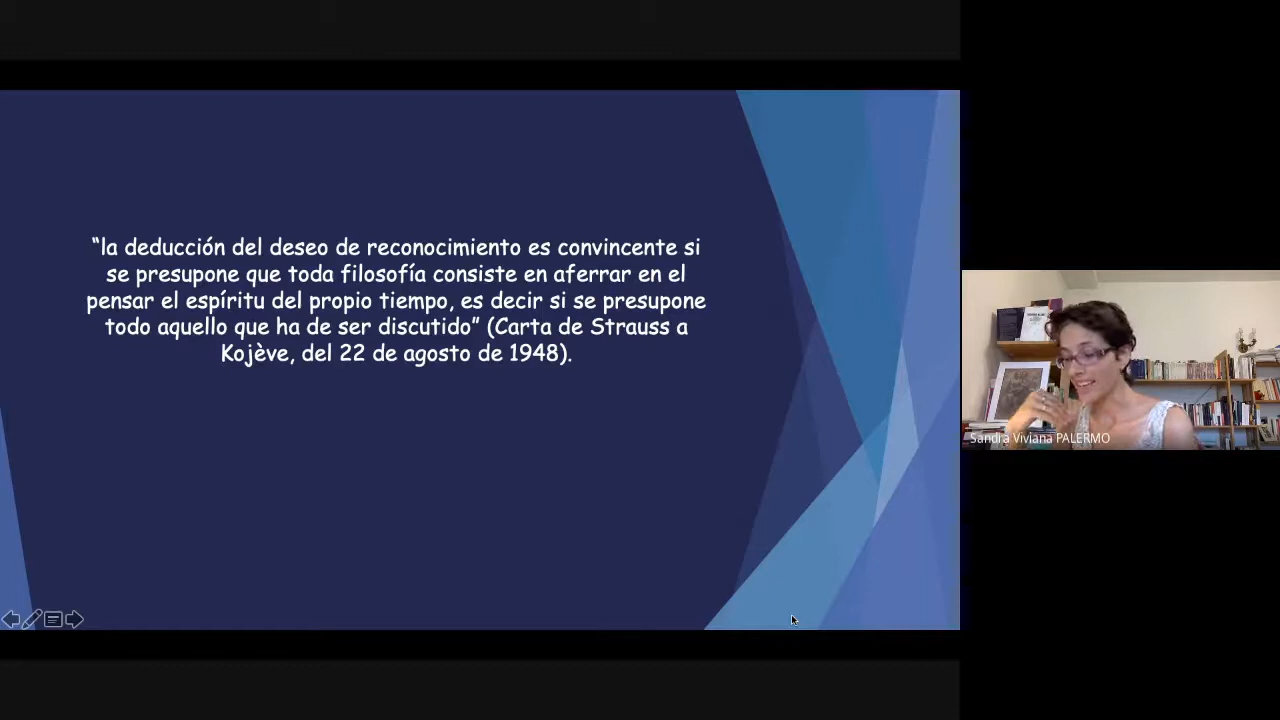 “la deducción del deseo de reconocimiento es convincente si
se presupone que toda filosofía consiste en aferrar en el
pensar el espíritu del propio tiempo, es decir si se presupone
todo aquello que ha de ser discutido” (Carta de Strauss a
Kojève, del 22 de agosto de 1948).
Sandra Viviana PALERMO